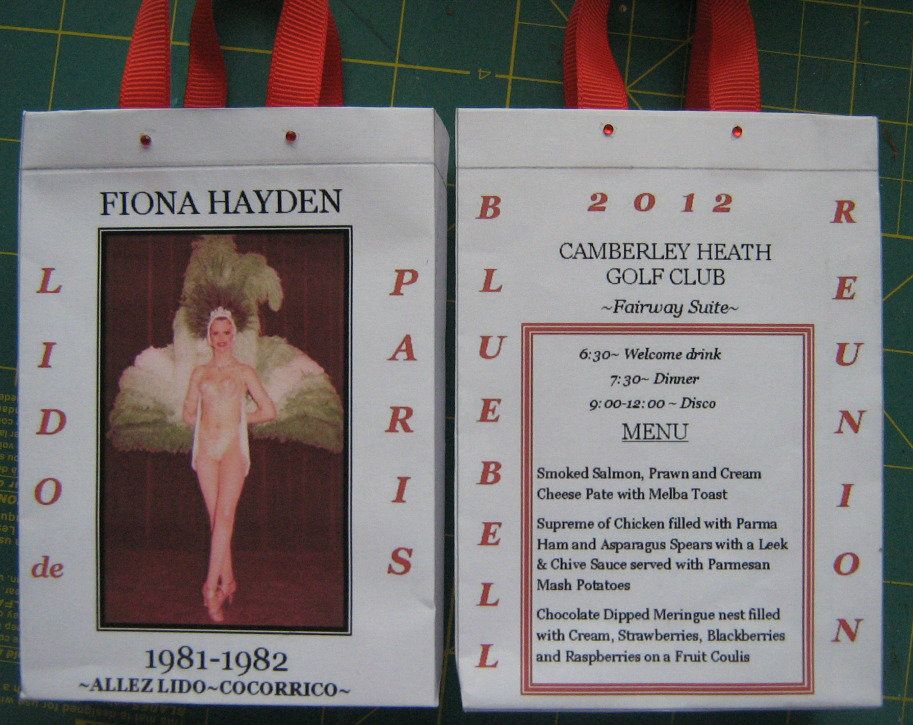 FIONA HAYDEN
LIDO de
PARIS
1981-1982
~ALLEZ LIDO~COCORRICO~
BLUEBELL
2012
REUNION
CAMBERLEY HEATH
GOLF CLUB
~Fairway Suite~
6:30~ Welcome drink
7:30~ Dinner
9:00-12:00 ~ Disco
MENU
Smoked Salmon, Prawn and Cream
Cheese Pate with Melba Toast
Supreme of Chicken filled with Parma
Ham and Asparagus Spears with a Leek
& Chive Sauce served with Parmesan
Mash Potatoes
Chocolate Dipped Meringue nest filled
with Cream, Strawberries, Blackberries
and Raspberries on a Fruit Coulis